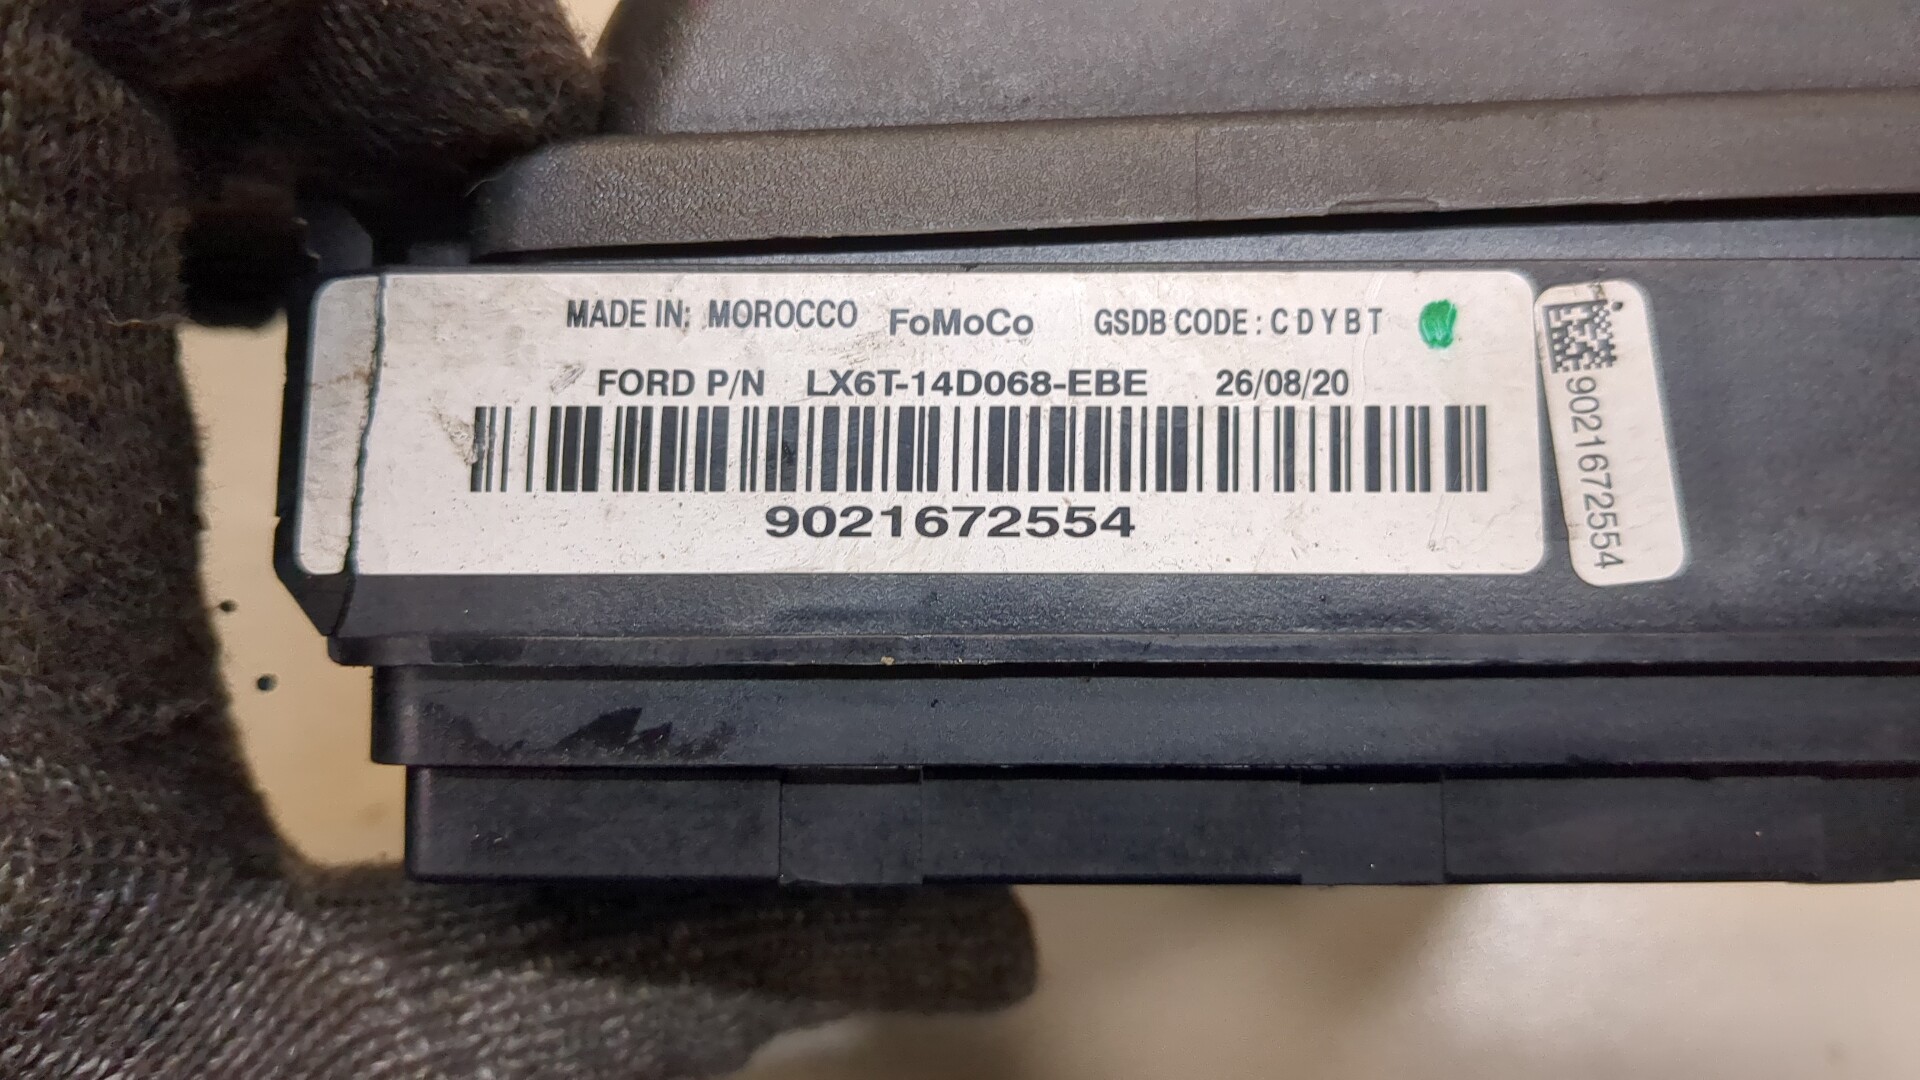 MADE IN: MOROCCO FoMoCo GSDB CODE : C D Y B T
FORD P/N LX6T-14D068-EBE 26/08/20
9021672554
9021672554